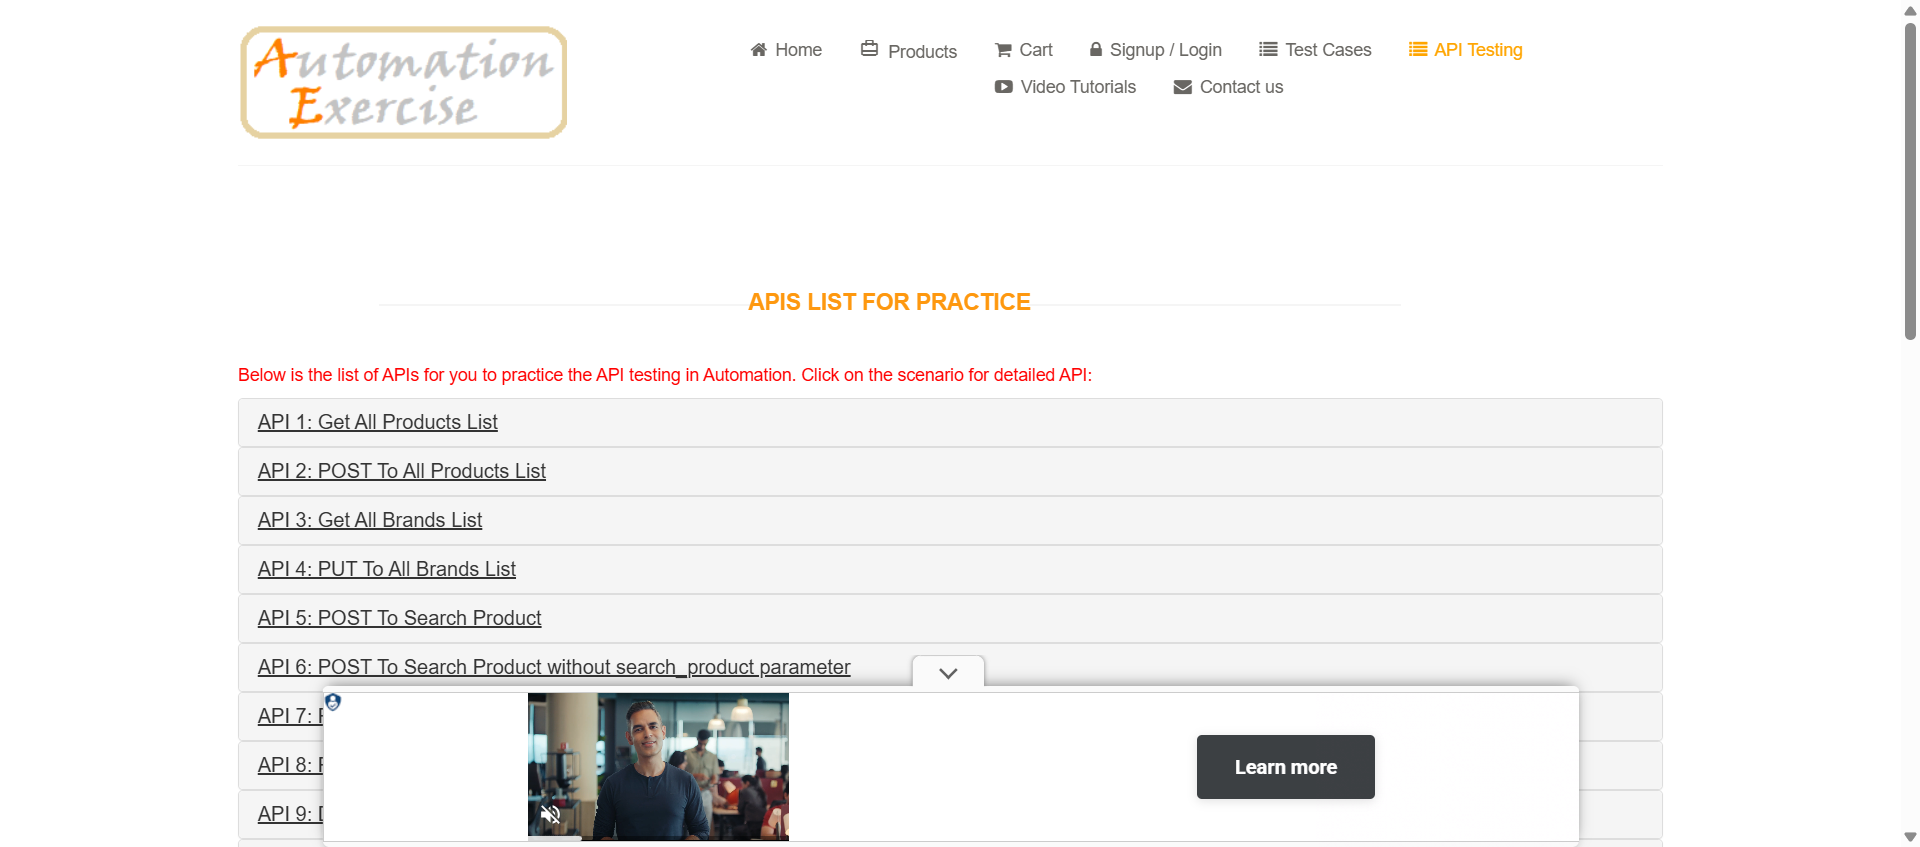 Automation
Exercise
Home
Products
Cart
Signup / Login
Test Cases
API Testing
Video Tutorials
Contact us
APIS LIST FOR PRACTICE
Below is the list of APIs for you to practice the API testing in Automation. Click on the scenario for detailed API:
API 1: Get All Products List
API 2: POST To All Products List
API 3: Get All Brands List
API 4: PUT To All Brands List
API 5: POST To Search Product
API 6: POST To Search Product without search_product parameter
API 7:
API 8:
API 9:
Learn more